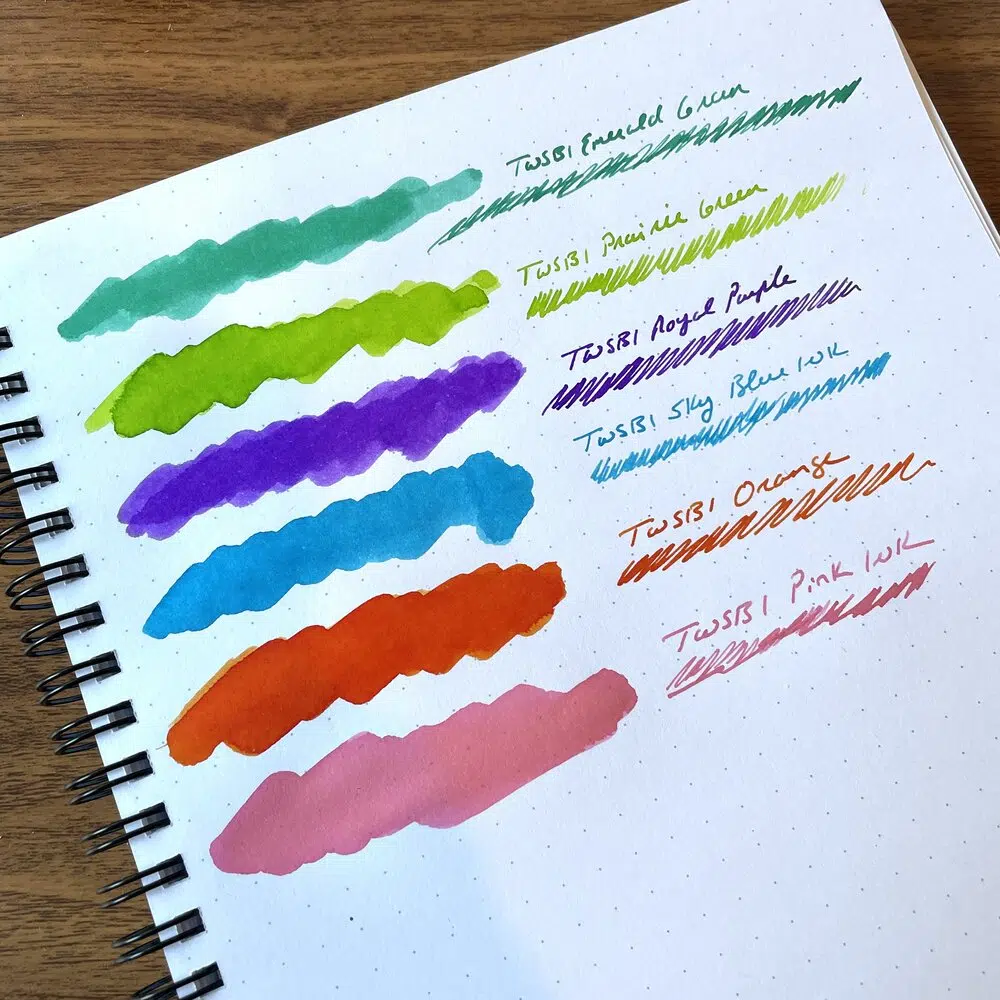 TWSBI Emerald Green
TWSBI Prairie Green
TWSBI Royal Purple
TWSBI Sky Blue INK
TWSBI Orange
TWSBI Pink INK